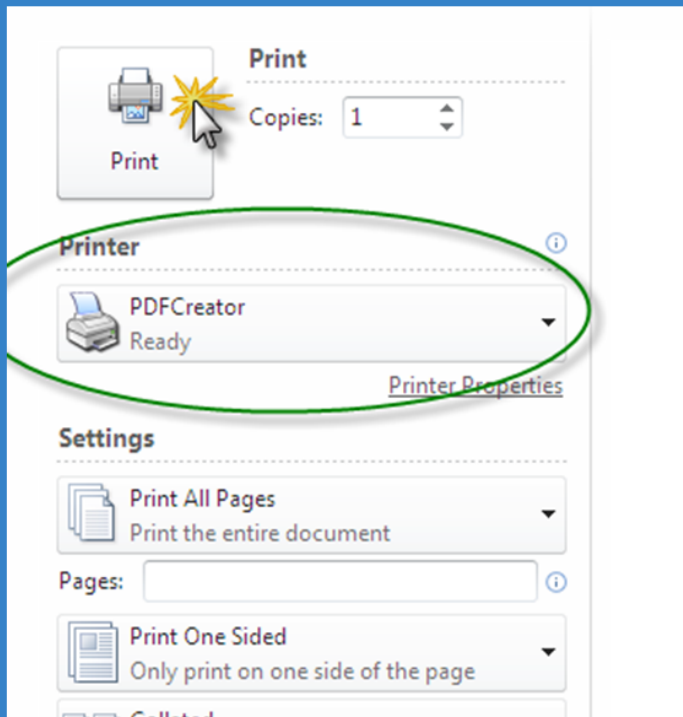 Print
Print
Copies: 1
Printer
PDFCreator
Ready
Printer Properties
Settings
Print All Pages
Print the entire document
Pages:
Print One Sided
Only print on one side of the page
Collated